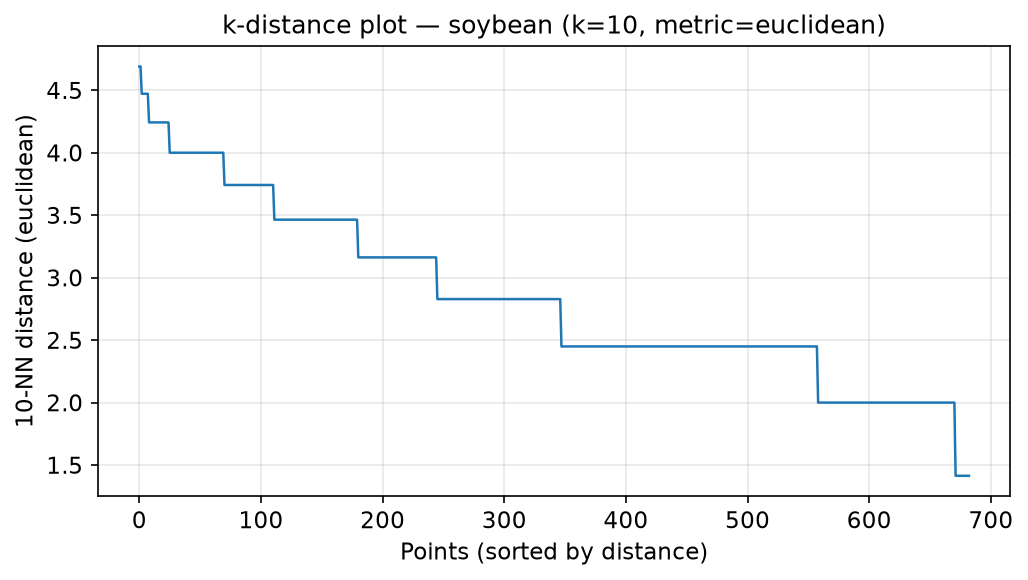 k-distance plot — soybean (k=10, metric=euclidean)
10-NN distance (euclidean)
4.5
4.0
3.5
3.0
2.5
2.0
1.5
0 100 200 300 400 500 600 700
Points (sorted by distance)